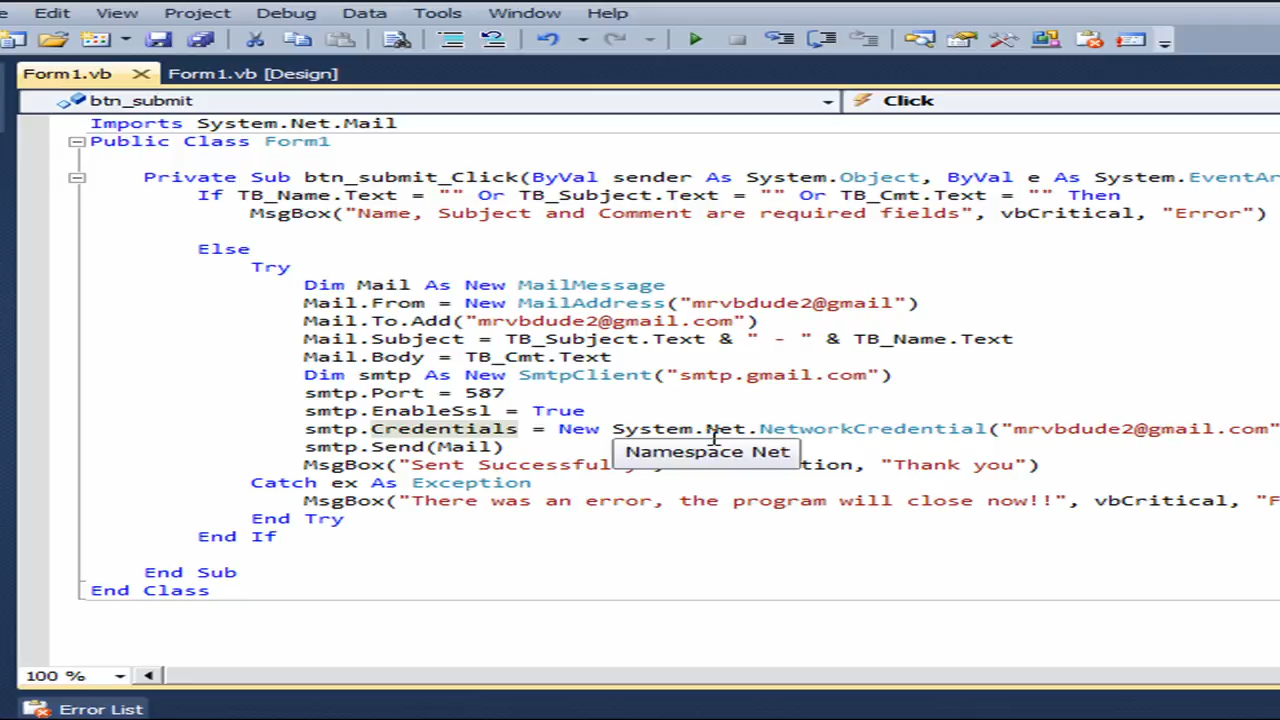 e Edit View Project Debug Data Tools Window Help
Form1.vb Form1.vb [Design]
btn_submit Click
Imports System.Net.Mail
Public Class Form1
Private Sub btn_submit_Click(ByVal sender As System.Object, ByVal e As System.EventAr
If TB_Name.Text = "" Or TB_Subject.Text = "" Or TB_Cmt.Text = "" Then
MsgBox("Name, Subject and Comment are required fields", vbCritical, "Error")
Else
Try
Dim Mail As New MailMessage
Mail.From = New MailAddress("mrvbdude2@gmail")
Mail.To.Add("mrvbdude2@gmail.com")
Mail.Subject = TB_Subject.Text & " - " & TB_Name.Text
Mail.Body = TB_Cmt.Text
Dim smtp As New SmtpClient("smtp.gmail.com")
smtp.Port = 587
smtp.EnableSsl = True
smtp.Credentials = New System.Net.NetworkCredential("mrvbdude2@gmail.com"
smtp.Send(Mail)
Namespace Net
MsgBox("Sent Successful tion, "Thank you")
Catch ex As Exception
MsgBox("There was an error, the program will close now!!", vbCritical, "F
End Try
End If
End Sub
End Class
100 %
Error List